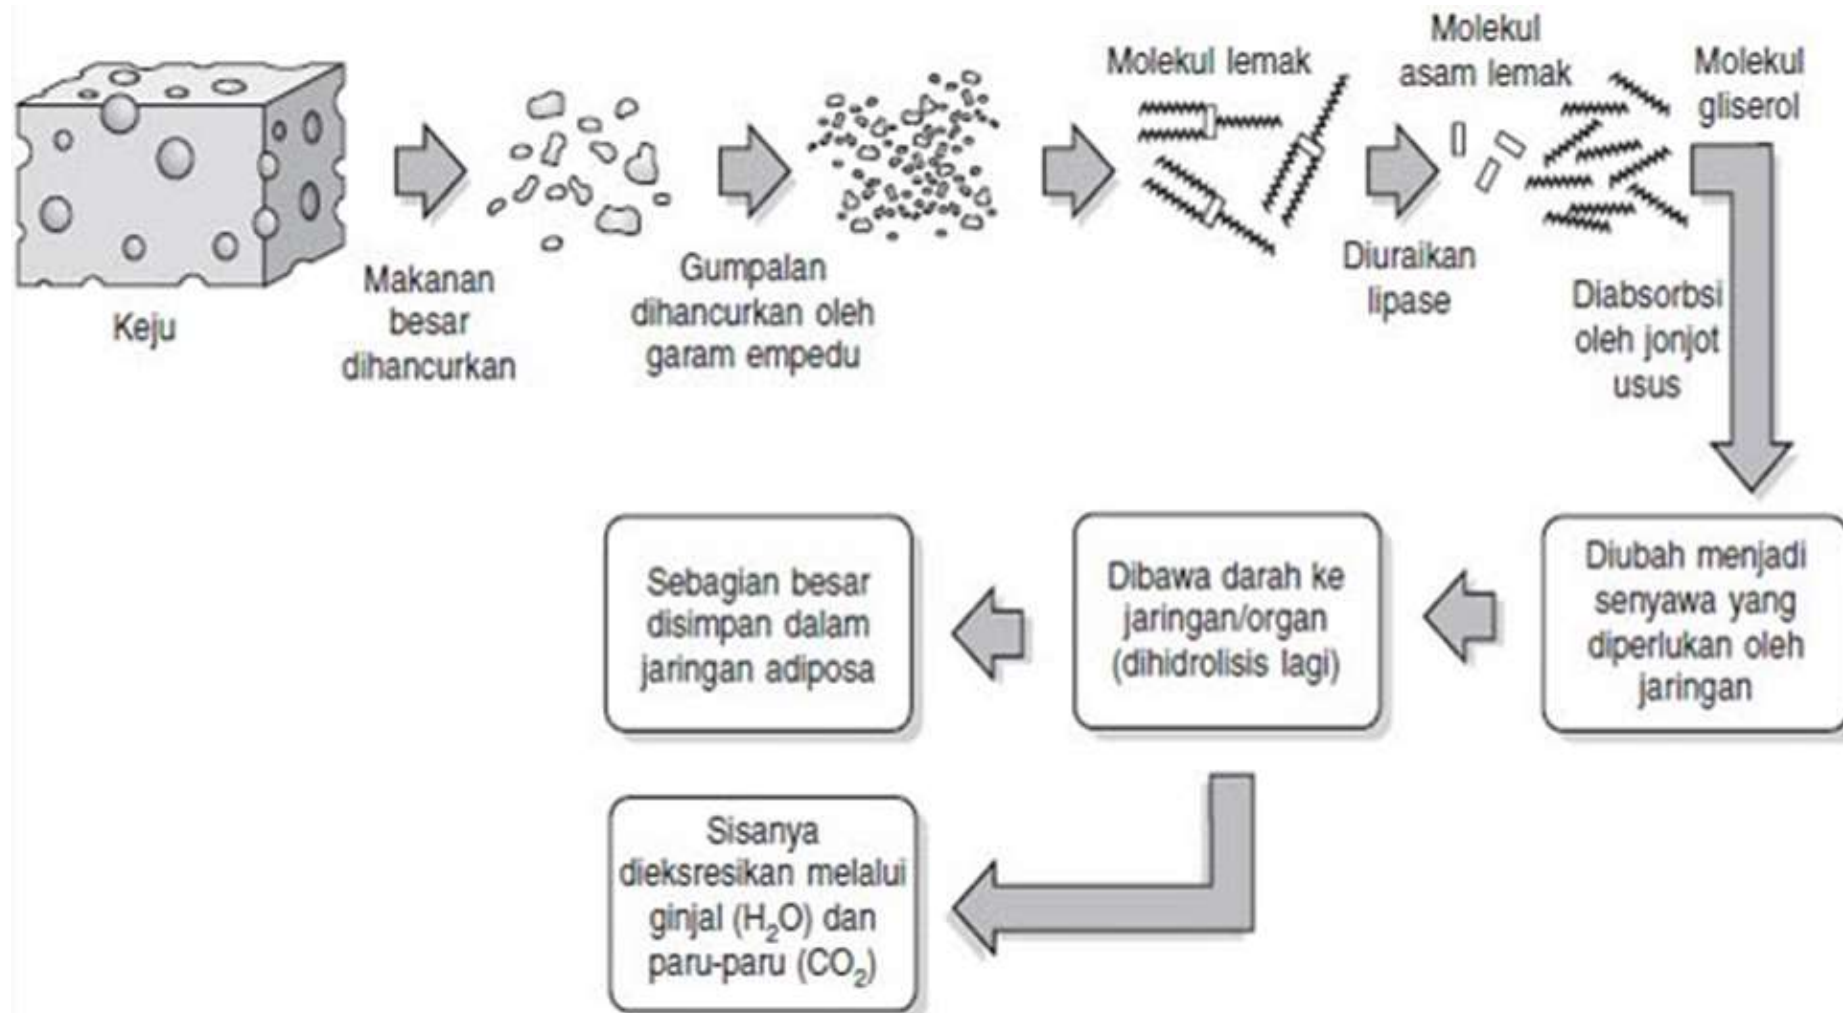 Keju
Makanan
besar
dihancurkan
Gumpalan
dihancurkan oleh
garam empedu
Molekul lemak
Diuraikan
lipase
Molekul
asam lemak
Molekul
gliserol
Diabsorbsi
oleh jonjot
usus
Diubah menjadi
senyawa yang
diperlukan oleh
jaringan
Dibawa darah ke
jaringan/organ
(dihidrolisis lagi)
Sebagian besar
disimpan dalam
jaringan adiposa
Sisanya
dieksresikan melalui
ginjal (H₂O) dan
paru-paru (CO₂)